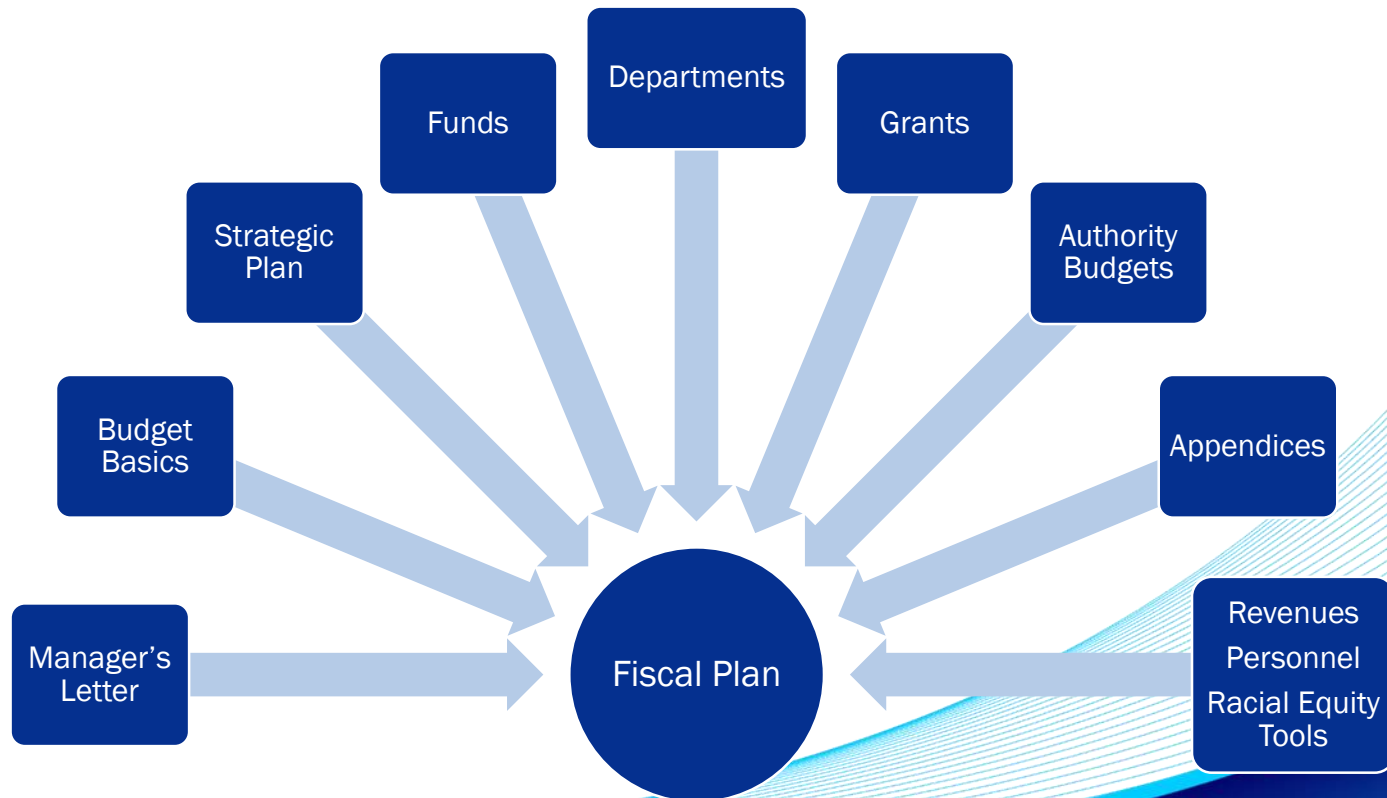 Departments
Funds
Grants
Strategic
Plan
Authority
Budgets
Budget
Basics
Appendices
Manager’s
Letter
Fiscal Plan
Revenues
Personnel
Racial Equity
Tools